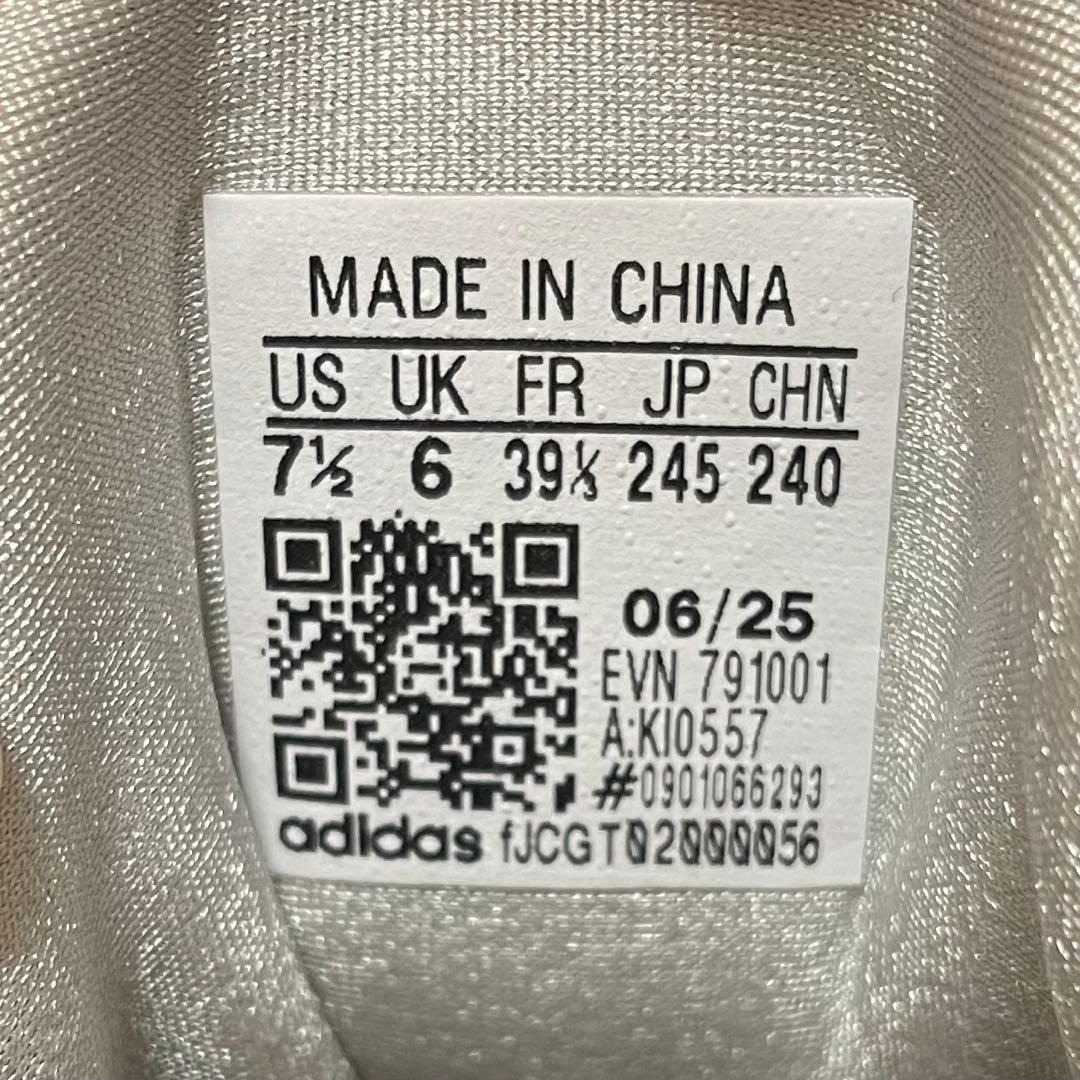 MADE IN CHINA
US UK FR JP CHN
7½ 6 39⅓ 245 240
06/25
EVN 791001
A:KI0557
#0901066293
adidas fJCGT02000056